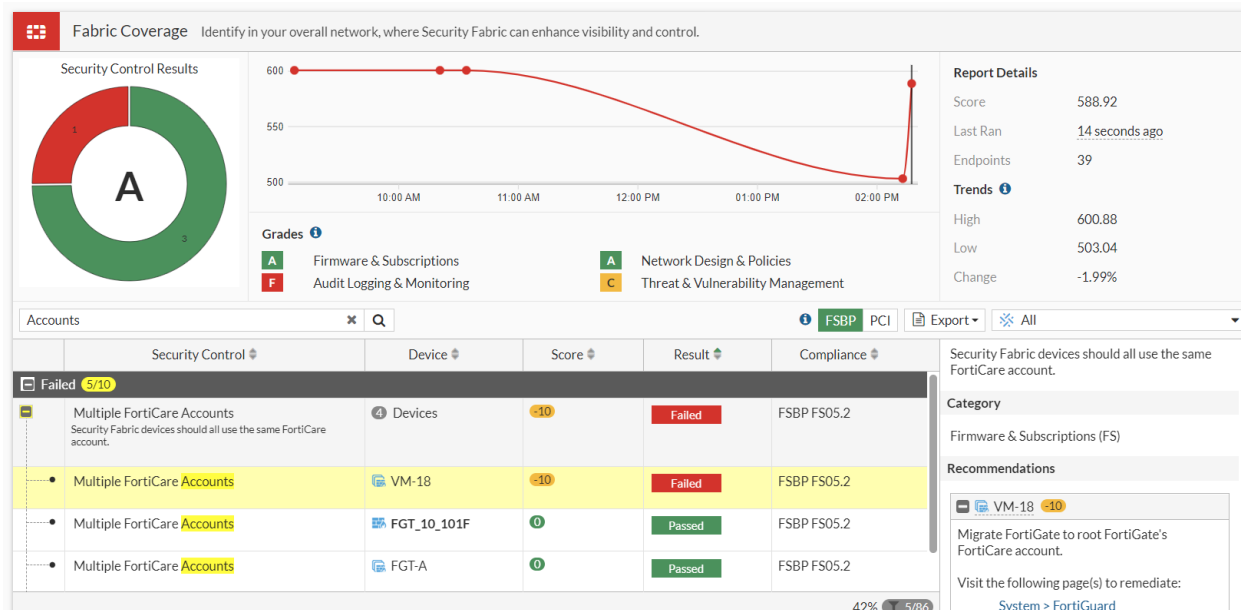 Fabric Coverage Identify in your overall network, where Security Fabric can enhance visibility and control.
Security Control Results
1
A
3
600
550
500
10:00 AM 11:00 AM 12:00 PM 01:00 PM 02:00 PM
Grades
A Firmware & Subscriptions
F Audit Logging & Monitoring
A Network Design & Policies
C Threat & Vulnerability Management
Report Details
Score 588.92
Last Ran 14 seconds ago
Endpoints 39
Trends
High 600.88
Low 503.04
Change -1.99%
Accounts
FSBP PCI Export All
Security Control Device Score Result Compliance
Failed 5/10
Multiple FortiCare Accounts 4 Devices -10 Failed FSBP FS05.2
Security Fabric devices should all use the same FortiCare
account.
Multiple FortiCare Accounts VM-18 -10 Failed FSBP FS05.2
Multiple FortiCare Accounts FGT_10_101F 0 Passed FSBP FS05.2
Multiple FortiCare Accounts FGT-A 0 Passed FSBP FS05.2
42% 5/86
Security Fabric devices should all use the same
FortiCare account.
Category
Firmware & Subscriptions (FS)
Recommendations
VM-18 -10
Migrate FortiGate to root FortiGate's
FortiCare account.
Visit the following page(s) to remediate:
System > FortiGuard